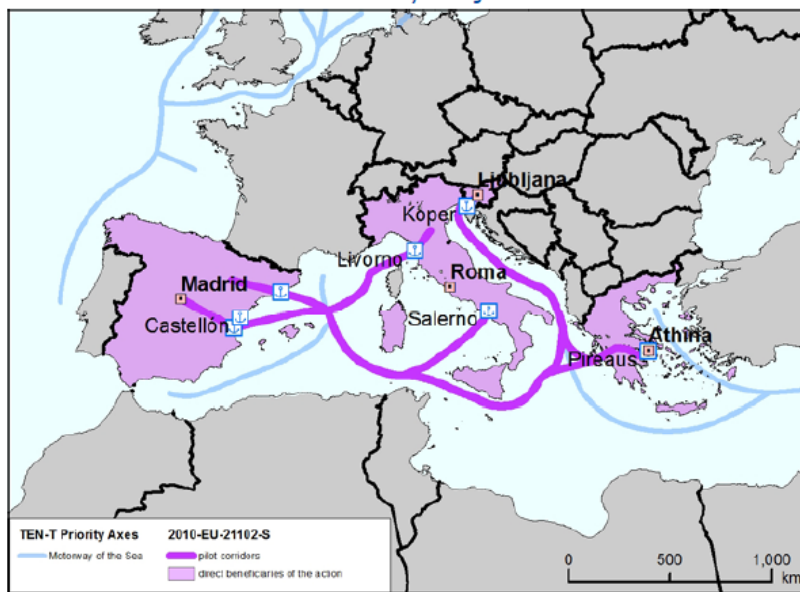 Ljubljana
Koper
Livorno
Madrid
Roma
Castellón
Salerno
Athina
Pireaus
TEN-T Priority Axes
2010-EU-21102-S
Motorway of the Sea
pilot corridors
direct beneficiaries of the action
0 500 1,000
km